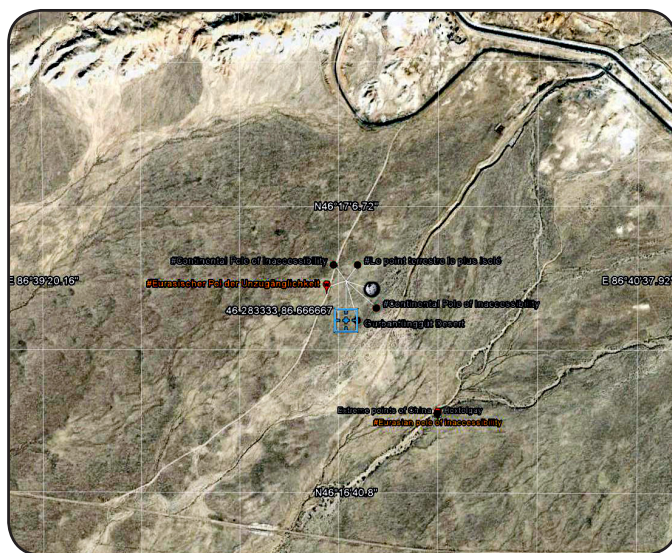 N46°17'6.72"
#Continental Pole of Inaccessibility
#Le point terrestre le plus isolé
E 86°39'20.16"
#Eurasischer Pol der Unzugänglichkeit
E 86°40'37.92"
#Continental Pole of Inaccessibility
46.283333,86.666667
Gurbantünggüt Desert
Extreme points of China
Hoxtolgay
#Eurasian pole of inaccessibility
N46°16'40.8"